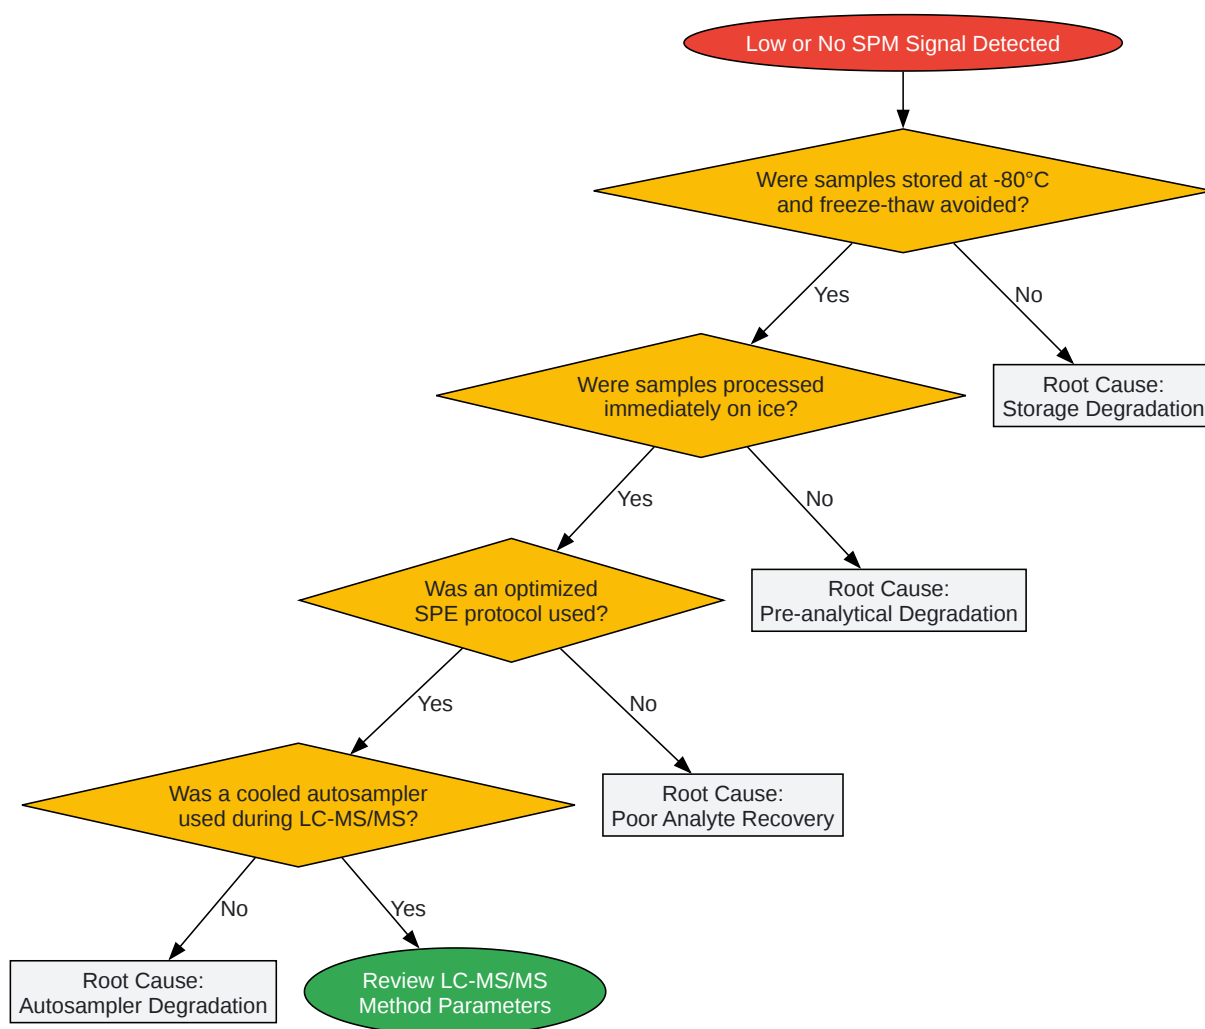 Low or No SPM Signal Detected
Were samples stored at -80°C
and freeze-thaw avoided?
Yes
No
Were samples processed
immediately on ice?
Root Cause:
Storage Degradation
Yes
No
Was an optimized
SPE protocol used?
Root Cause:
Pre-analytical Degradation
Yes
No
Was a cooled autosampler
used during LC-MS/MS?
Root Cause:
Poor Analyte Recovery
No
Yes
Root Cause:
Autosampler Degradation
Review LC-MS/MS
Method Parameters